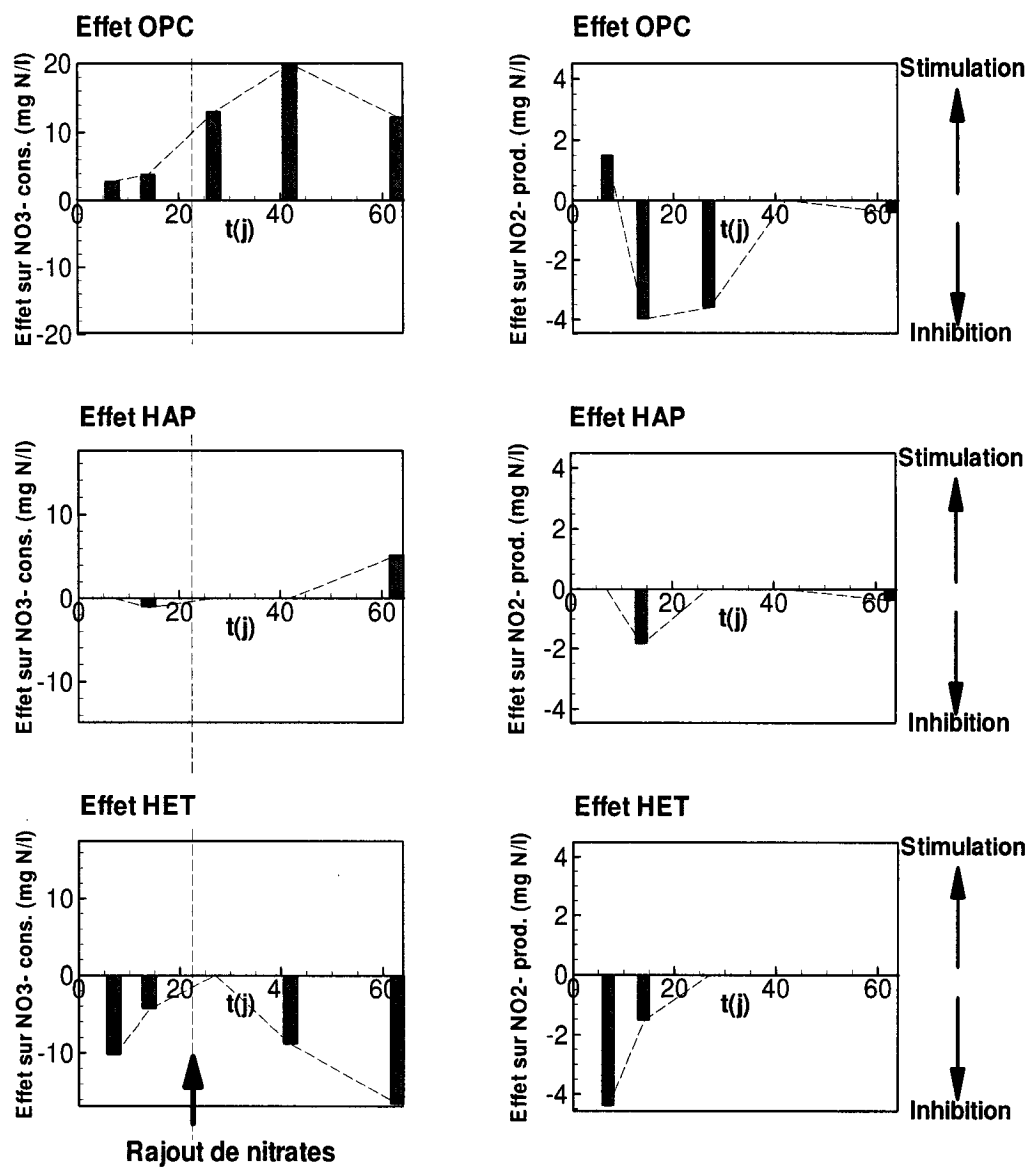 Effet OPC
Effet sur NO3- cons. (mg N/l)
20
10
0
-10
-20
0
20
40
60
t(j)
Effet OPC
Effet sur NO2- prod. (mg N/l)
4
2
0
-2
-4
0
20
40
60
t(j)
Stimulation
Inhibition
Effet HAP
Effet sur NO3- cons. (mg N/l)
10
0
-10
0
20
40
60
t(j)
Effet HAP
Effet sur NO2- prod. (mg N/l)
4
2
0
-2
-4
0
20
40
60
t(j)
Stimulation
Inhibition
Effet HET
Effet sur NO3- cons. (mg N/l)
10
0
-10
0
20
40
60
t(j)
Rajout de nitrates
Effet HET
Effet sur NO2- prod. (mg N/l)
4
2
0
-2
-4
0
20
40
60
t(j)
Stimulation
Inhibition